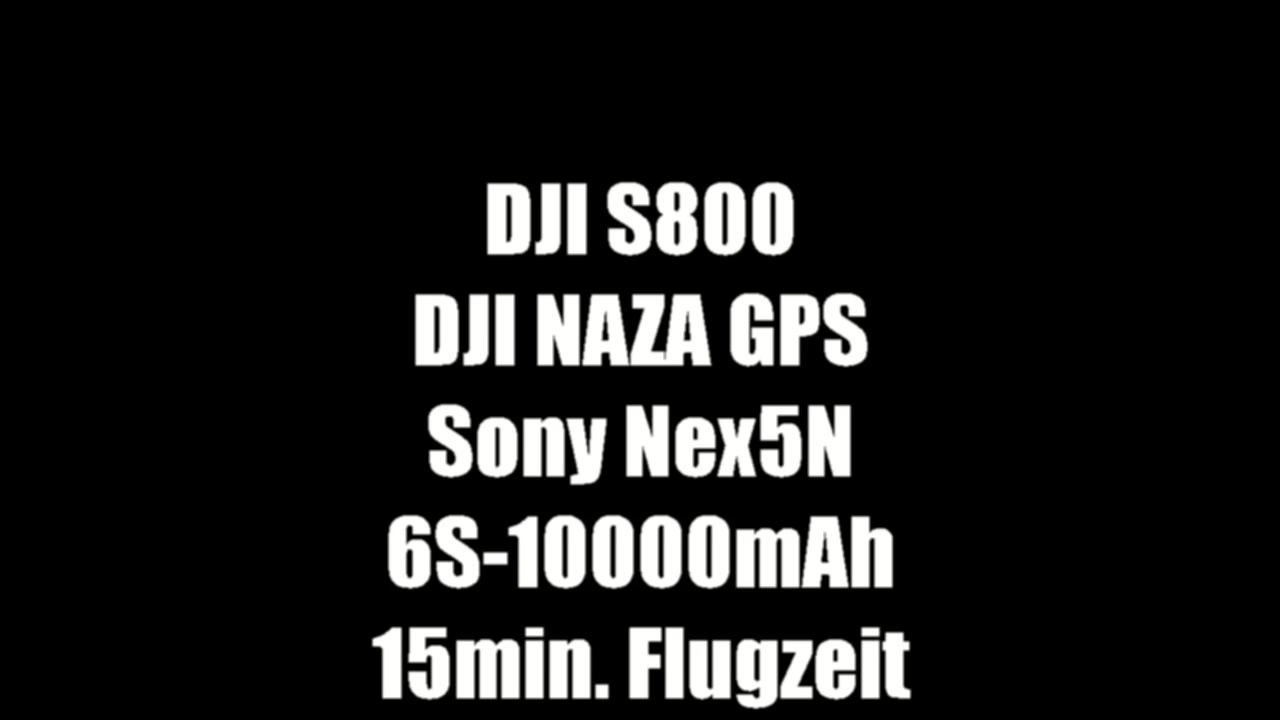 DJI S800
DJI NAZA GPS
Sony Nex5N
6S-10000mAh
15min. Flugzeit